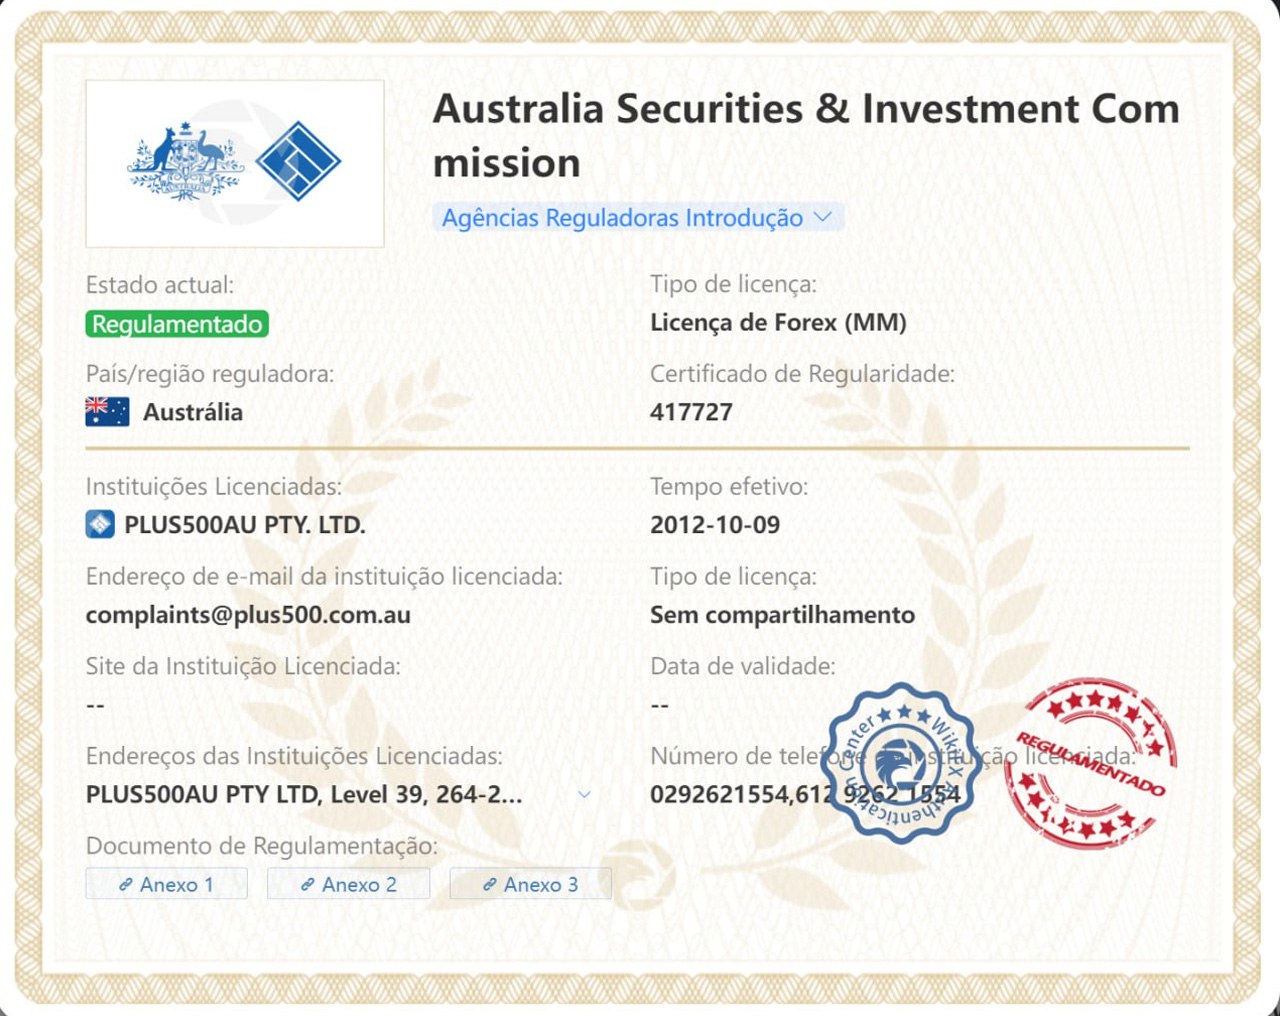 Australia Securities & Investment Com
mission
Agências Reguladoras Introdução
Estado actual:
Regulamentado
Tipo de licença:
Licença de Forex (MM)
País/região reguladora:
Austrália
Certificado de Regularidade:
417727
Instituições Licenciadas:
PLUS500AU PTY. LTD.
Tempo efetivo:
2012-10-09
Endereço de e-mail da instituição licenciada:
complaints@plus500.com.au
Tipo de licença:
Sem compartilhamento
Site da Instituição Licenciada:
--
Data de validade:
--
Endereços das Instituições Licenciadas:
PLUS500AU PTY LTD, Level 39, 264-2...
Número de telefone da instituição licenciada:
0292621554,612 9262 1554
WikiFX Authentication Center
REGULAMENTADO
Documento de Regulamentação:
Anexo 1
Anexo 2
Anexo 3
AUSTRALIA